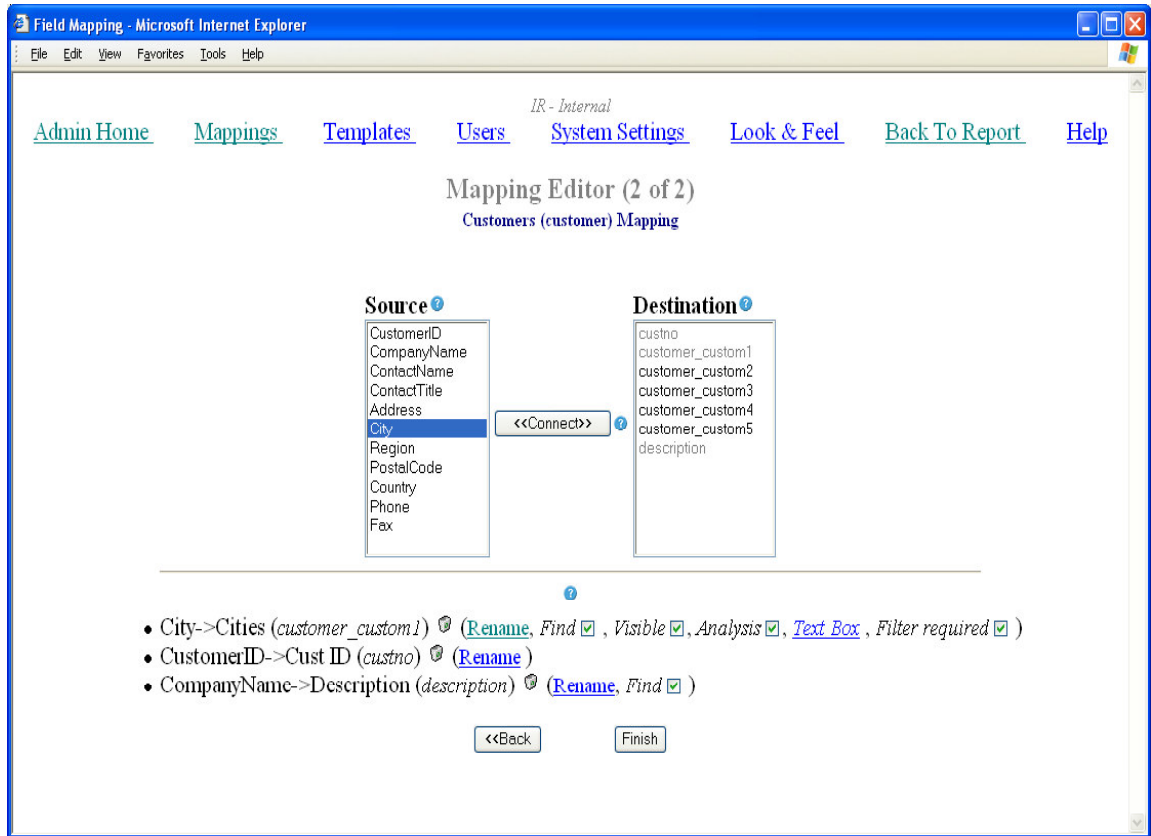 Field Mapping - Microsoft Internet Explorer
File Edit View Favorites Tools Help
IR - Internal
Admin Home Mappings Templates Users System Settings Look & Feel Back To Report Help
Mapping Editor (2 of 2)
Customers (customer) Mapping
Source ?
CustomerID
CompanyName
ContactName
ContactTitle
Address
City
Region
PostalCode
Country
Phone
Fax
<<Connect>> ?
Destination ?
custno
customer_custom1
customer_custom2
customer_custom3
customer_custom4
customer_custom5
description
?
• City->Cities (customer_custom1) (Rename, Find , Visible , Analysis , Text Box , Filter required )
• CustomerID->Cust ID (custno) (Rename )
• CompanyName->Description (description) (Rename, Find )
<<Back Finish